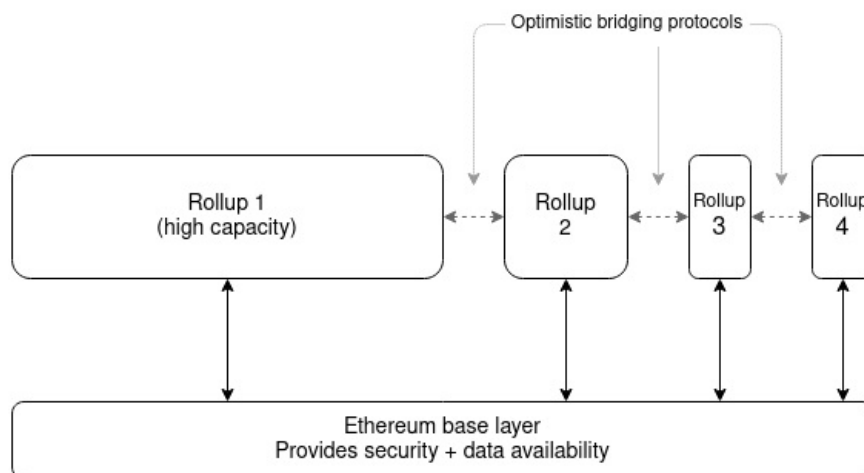 Optimistic bridging protocols
Rollup 1
(high capacity)
Rollup
2
Rollup
3
Rollup
4
Ethereum base layer
Provides security + data availability